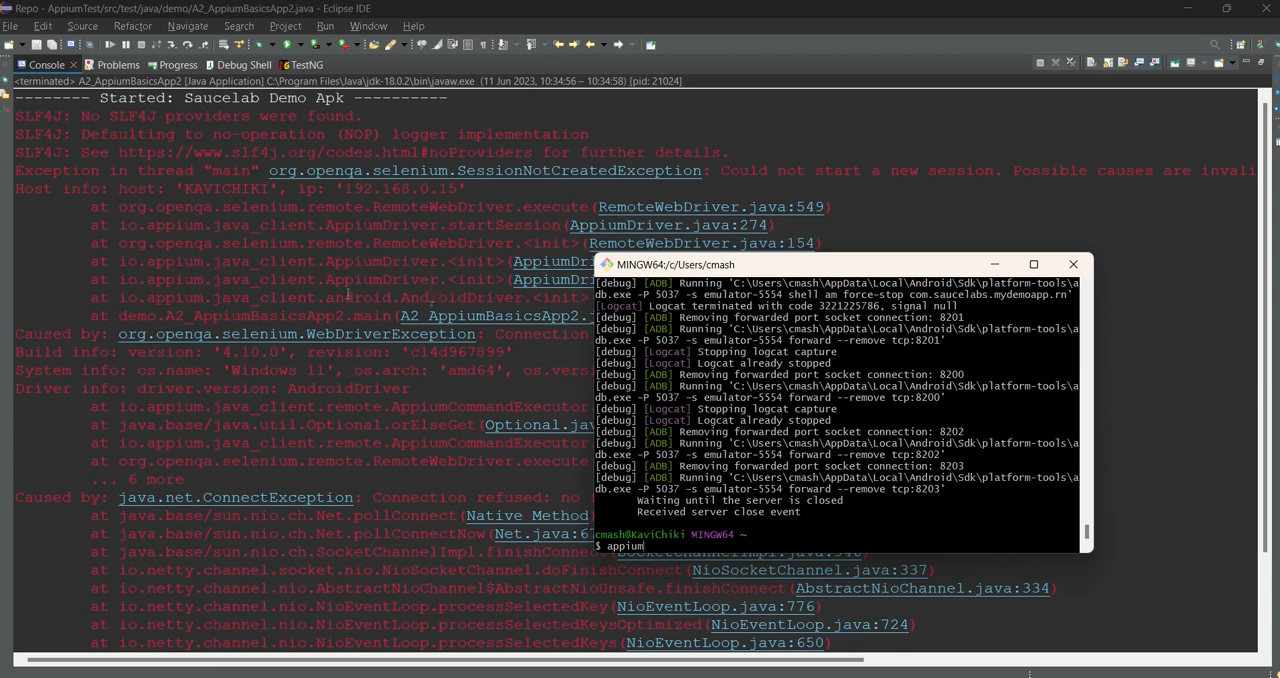 Repo - AppiumTest/src/test/java/demo/A2_AppiumBasicsApp2.java - Eclipse IDE
File Edit Source Refactor Navigate Search Project Run Window Help
Console Problems Progress Debug Shell TestNG
<terminated> A2_AppiumBasicsApp2 [Java Application] C:\Program Files\Java\jdk-18.0.2\bin\javaw.exe (11 Jun 2023, 10:34:56 – 10:34:58) [pid: 21024]
-------- Started: Saucelab Demo Apk ----------
SLF4J: No SLF4J providers were found.
SLF4J: Defaulting to no-operation (NOP) logger implementation
SLF4J: See https://www.slf4j.org/codes.html#noProviders for further details.
Exception in thread "main" org.openqa.selenium.SessionNotCreatedException: Could not start a new session. Possible causes are invali
Host info: host: 'KAVICHIKI', ip: '192.168.0.15'
at org.openqa.selenium.remote.RemoteWebDriver.execute(RemoteWebDriver.java:549)
at io.appium.java_client.AppiumDriver.startSession(AppiumDriver.java:274)
at org.openqa.selenium.remote.RemoteWebDriver.<init>(RemoteWebDriver.java:154)
at io.appium.java_client.AppiumDriver.<init>(AppiumDri
at io.appium.java_client.AppiumDriver.<init>(AppiumDri
at io.appium.java_client.android.AndroidDriver.<init>
at demo.A2_AppiumBasicsApp2.main(A2_AppiumBasicsApp2.
Caused by: org.openqa.selenium.WebDriverException: Connection
Build info: version: '4.10.0', revision: 'c14d967899'
System info: os.name: 'Windows 11', os.arch: 'amd64', os.versi
Driver info: driver.version: AndroidDriver
at io.appium.java_client.remote.AppiumCommandExecutor
at java.base/java.util.Optional.orElseGet(Optional.jav
at io.appium.java_client.remote.AppiumCommandExecutor.
at org.openqa.selenium.remote.RemoteWebDriver.execute
... 6 more
Caused by: java.net.ConnectException: Connection refused: no
at java.base/sun.nio.ch.Net.pollConnect(Native Method)
at java.base/sun.nio.ch.Net.pollConnectNow(Net.java:67
at java.base/sun.nio.ch.SocketChannelImpl.finishConnect(SocketChannelImpl.java:946)
at io.netty.channel.socket.nio.NioSocketChannel.doFinishConnect(NioSocketChannel.java:337)
at io.netty.channel.nio.AbstractNioChannel$AbstractNioUnsafe.finishConnect(AbstractNioChannel.java:334)
at io.netty.channel.nio.NioEventLoop.processSelectedKey(NioEventLoop.java:776)
at io.netty.channel.nio.NioEventLoop.processSelectedKeysOptimized(NioEventLoop.java:724)
at io.netty.channel.nio.NioEventLoop.processSelectedKeys(NioEventLoop.java:650)
MINGW64:/c/Users/cmash
[debug] [ADB] Running 'C:\Users\cmash\AppData\Local\Android\Sdk\platform-tools\a
db.exe -P 5037 -s emulator-5554 shell am force-stop com.saucelabs.mydemoapp.rn'
[Logcat] Logcat terminated with code 3221225786, signal null
[debug] [ADB] Removing forwarded port socket connection: 8201
[debug] [ADB] Running 'C:\Users\cmash\AppData\Local\Android\Sdk\platform-tools\a
db.exe -P 5037 -s emulator-5554 forward --remove tcp:8201'
[debug] [Logcat] Stopping logcat capture
[debug] [Logcat] Logcat already stopped
[debug] [ADB] Removing forwarded port socket connection: 8200
[debug] [ADB] Running 'C:\Users\cmash\AppData\Local\Android\Sdk\platform-tools\a
db.exe -P 5037 -s emulator-5554 forward --remove tcp:8200'
[debug] [Logcat] Stopping logcat capture
[debug] [Logcat] Logcat already stopped
[debug] [ADB] Removing forwarded port socket connection: 8202
[debug] [ADB] Running 'C:\Users\cmash\AppData\Local\Android\Sdk\platform-tools\a
db.exe -P 5037 -s emulator-5554 forward --remove tcp:8202'
[debug] [ADB] Removing forwarded port socket connection: 8203
[debug] [ADB] Running 'C:\Users\cmash\AppData\Local\Android\Sdk\platform-tools\a
db.exe -P 5037 -s emulator-5554 forward --remove tcp:8203'
Waiting until the server is closed
Received server close event
cmash@KaviChiki MINGW64 ~
$ appium